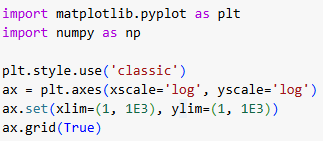 import matplotlib.pyplot as plt
import numpy as np
plt.style.use('classic')
ax = plt.axes(xscale='log', yscale='log')
ax.set(xlim=(1, 1E3), ylim=(1, 1E3))
ax.grid(True)